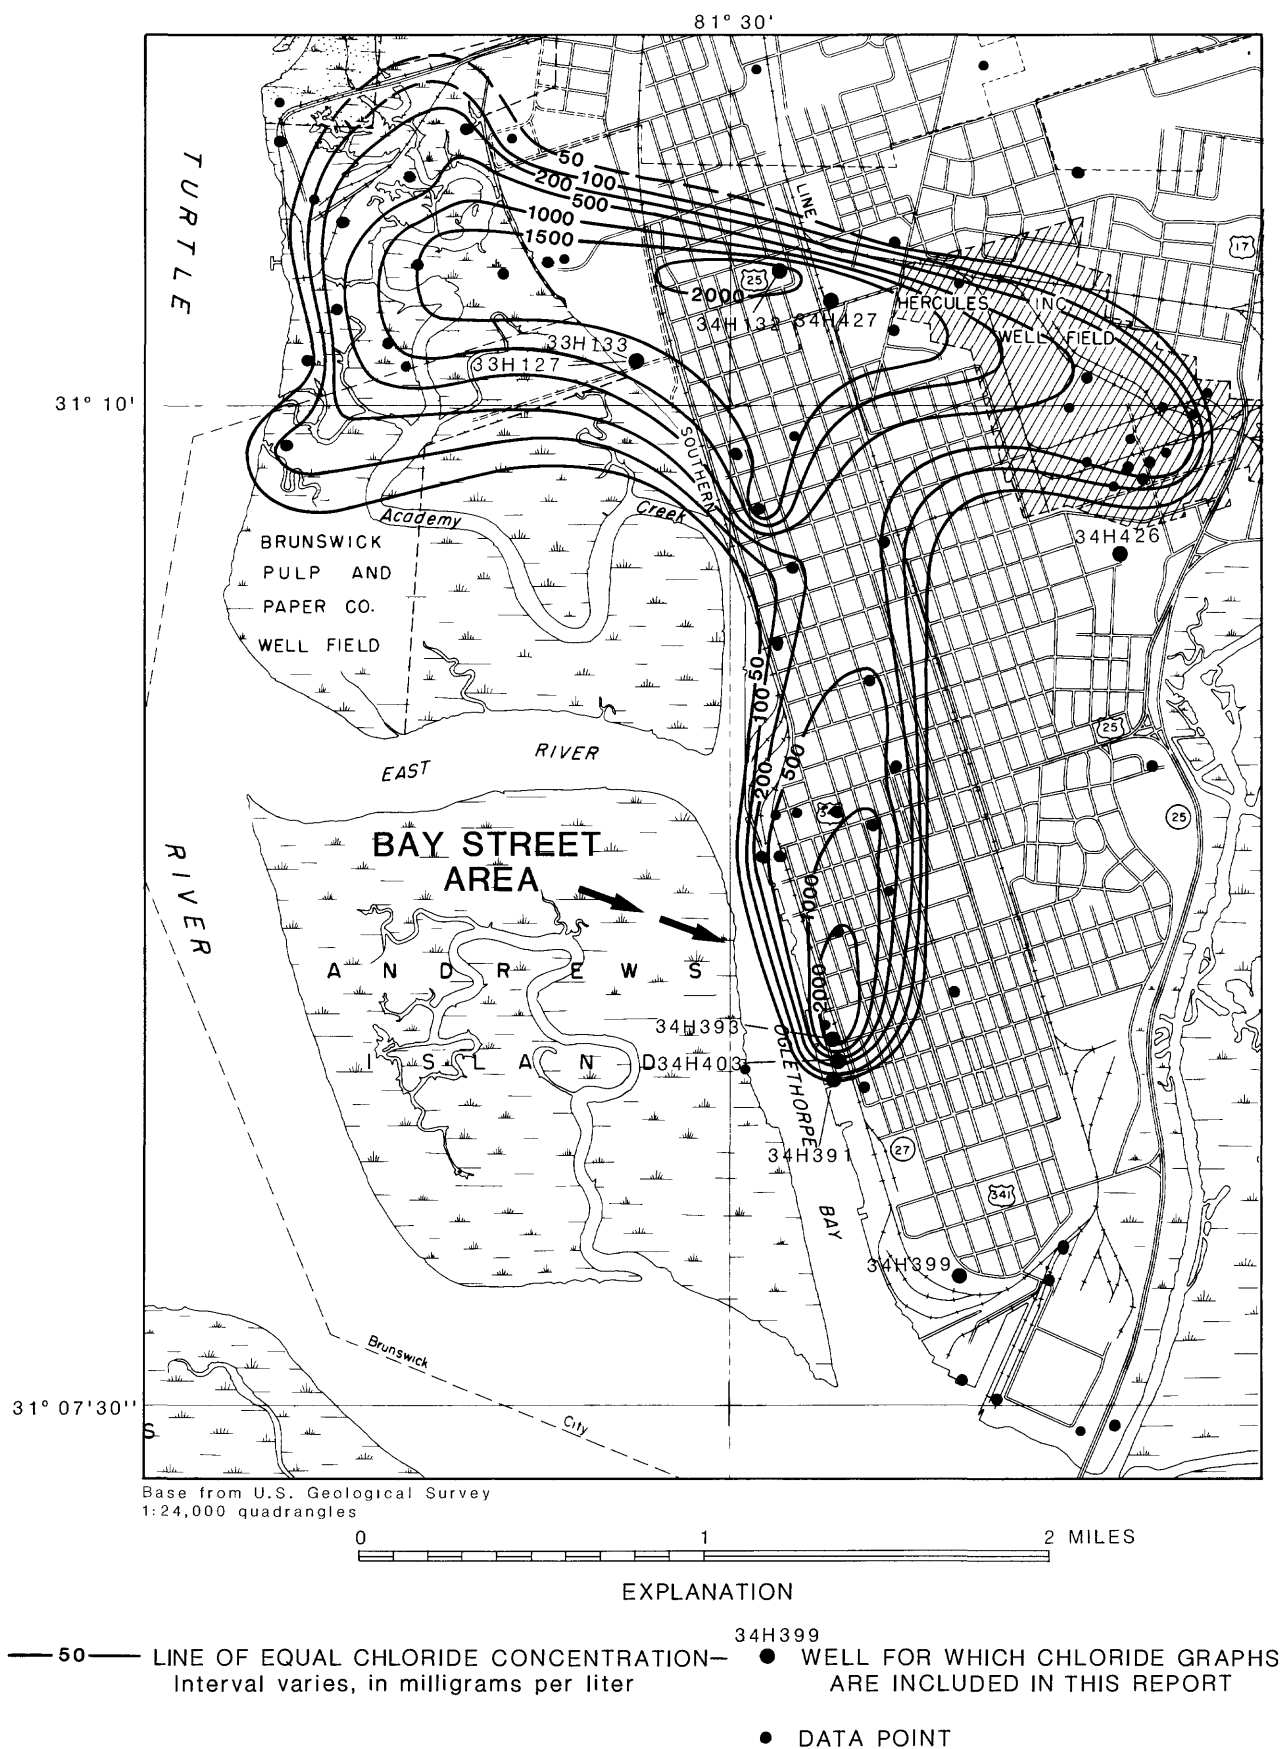 81° 30'
TURTLE
RIVER
50
100
200
500
1000
1500
LINE
17
25
2000
34H132
34H427
HERCULES INC
WELL FIELD
33H133
33H127
31° 10'
SOUTHERN
Academy Creek
BRUNSWICK
PULP AND
PAPER CO.
WELL FIELD
34H426
50
100
200
500
25
EAST RIVER
25
BAY STREET
AREA
1000
ANDREWS
2000
34H393
ISLAND
34H403
OGLETHORPE
34H391
27
BAY
341
34H399
Brunswick
City
31° 07'30"
S
Base from U.S. Geological Survey
1:24,000 quadrangles
0 1 2 MILES
EXPLANATION
50 LINE OF EQUAL CHLORIDE CONCENTRATION—
Interval varies, in milligrams per liter
34H399
WELL FOR WHICH CHLORIDE GRAPHS
ARE INCLUDED IN THIS REPORT
DATA POINT